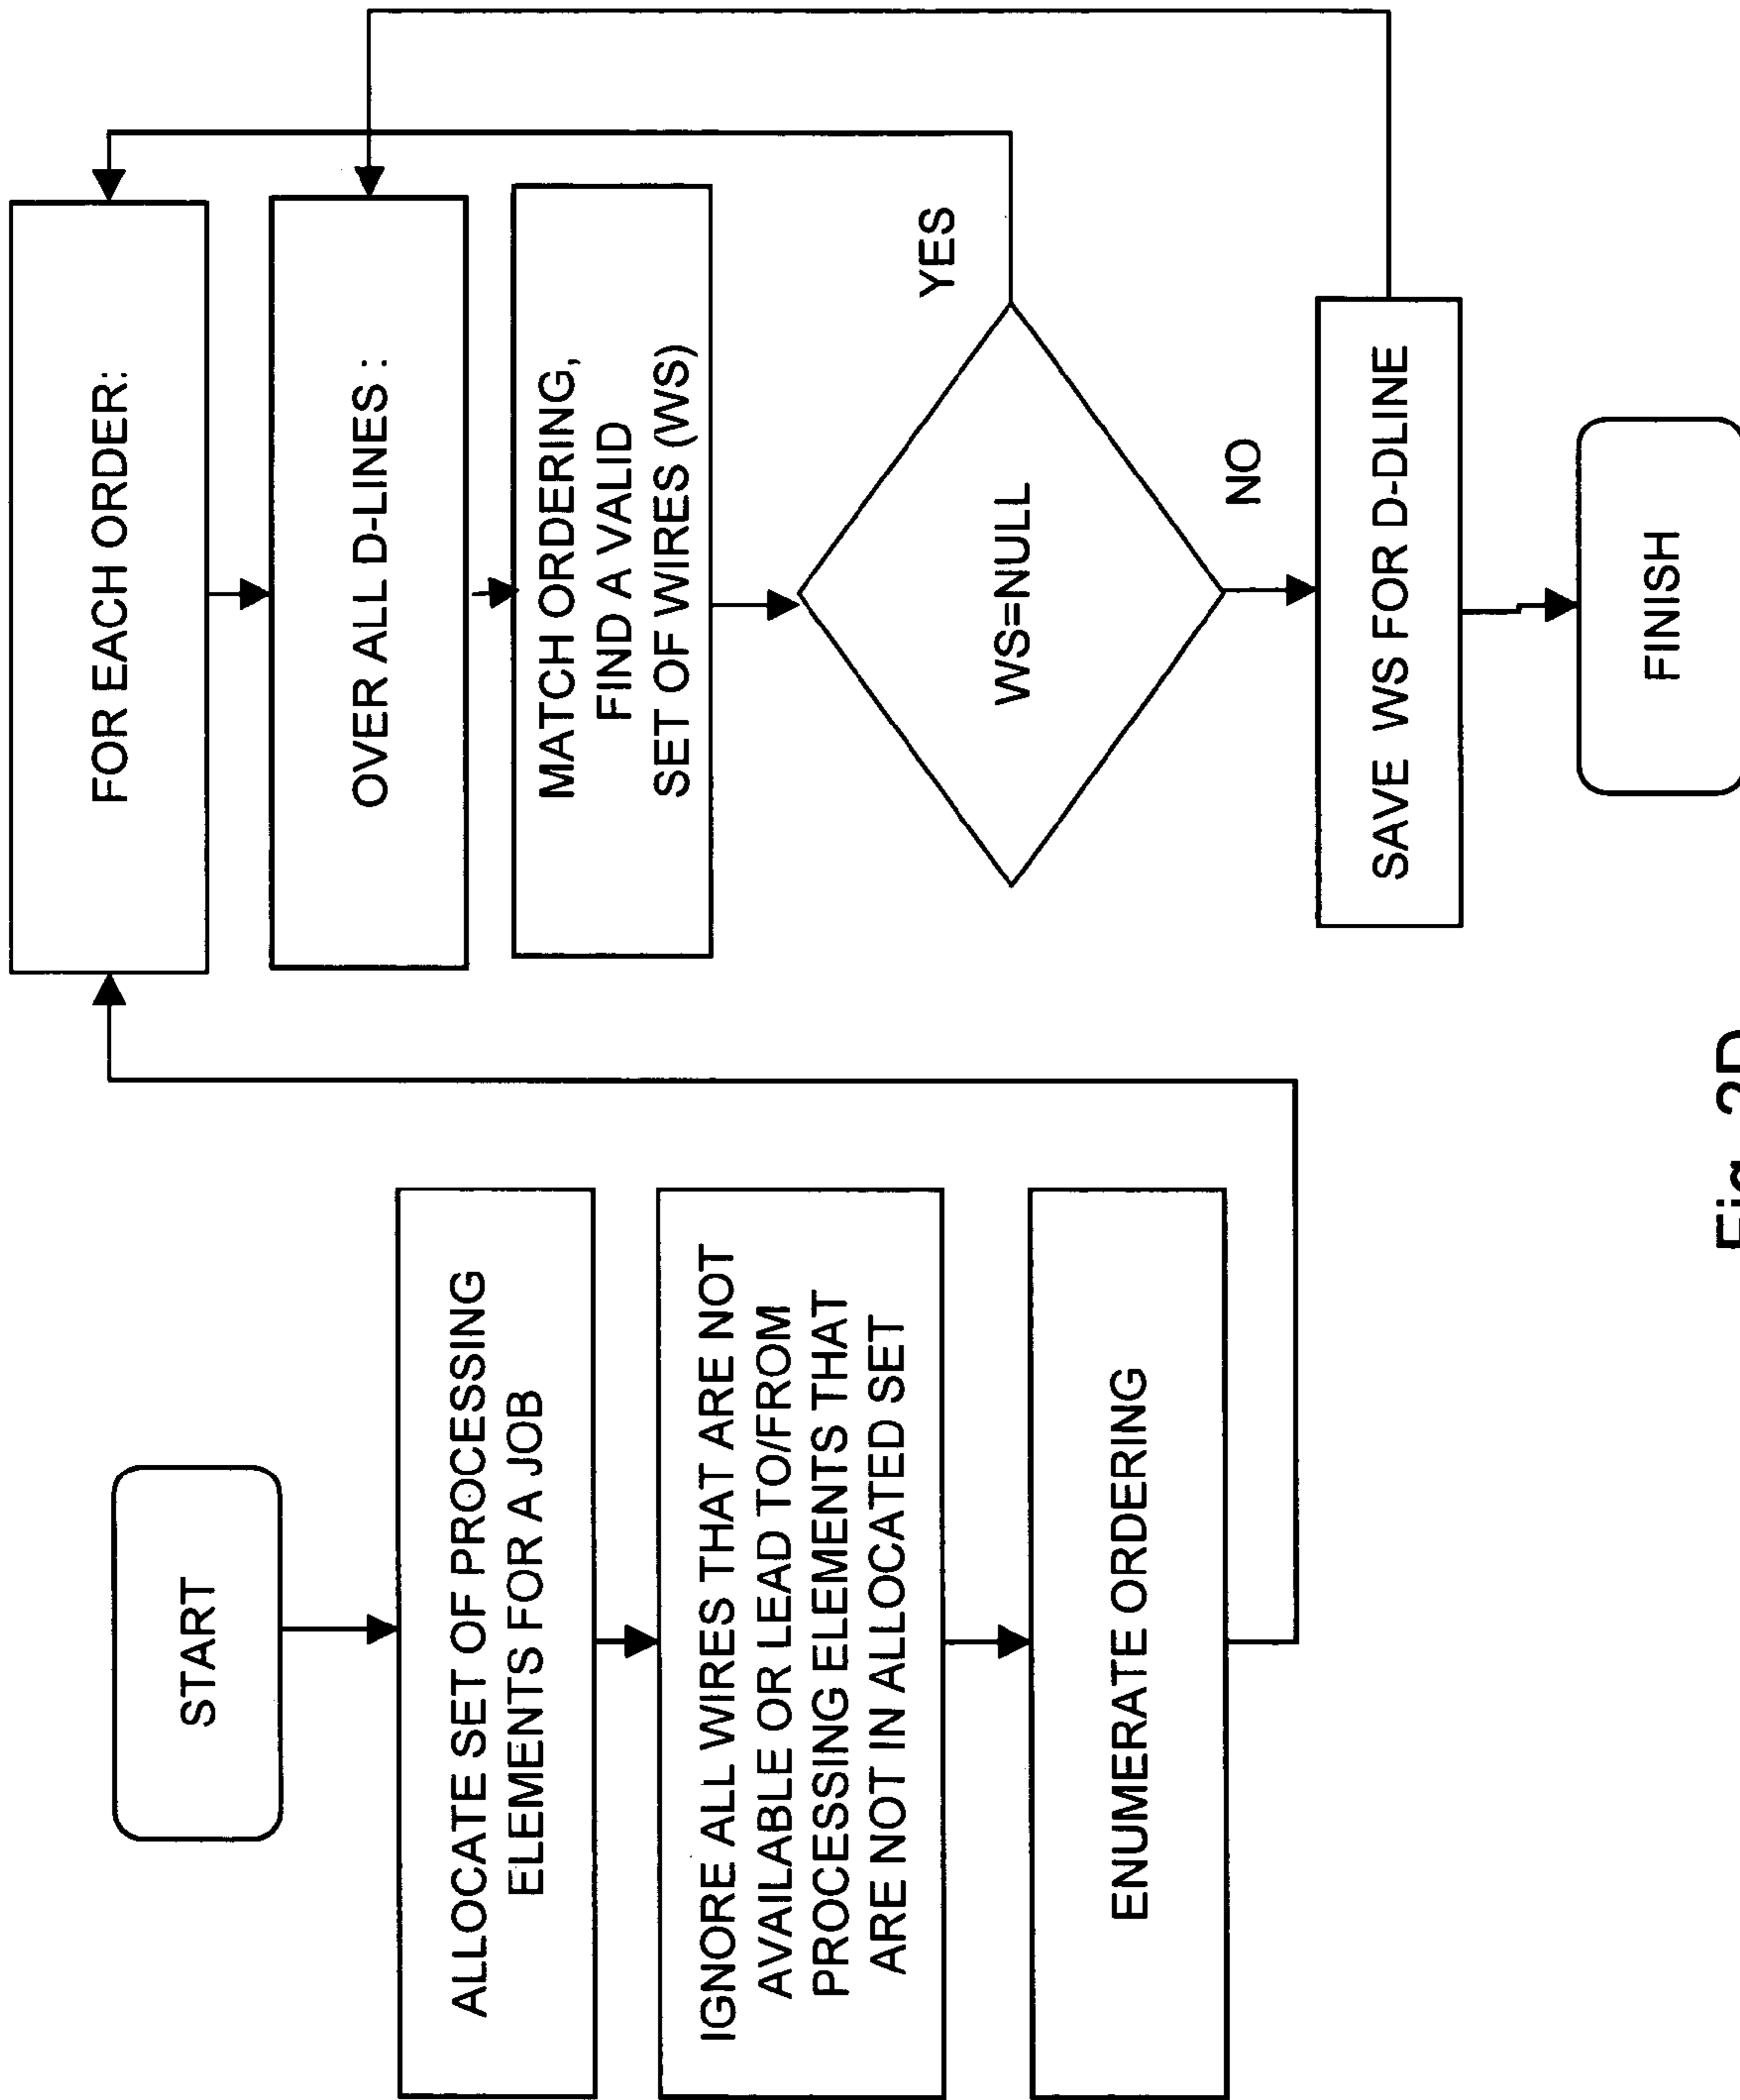 START
ALLOCATE SET OF PROCESSING
ELEMENTS FOR A JOB
IGNORE ALL WIRES THAT ARE NOT
AVAILABLE OR LEAD TO/FROM
PROCESSING ELEMENTS THAT
ARE NOT IN ALLOCATED SET
ENUMERATE ORDERING
FOR EACH ORDER:
OVER ALL D-LINES :
MATCH ORDERING,
FIND A VALID
SET OF WIRES (WS)
WS=NULL
YES
NO
SAVE WS FOR D-DLINE
FINISH
Fig.